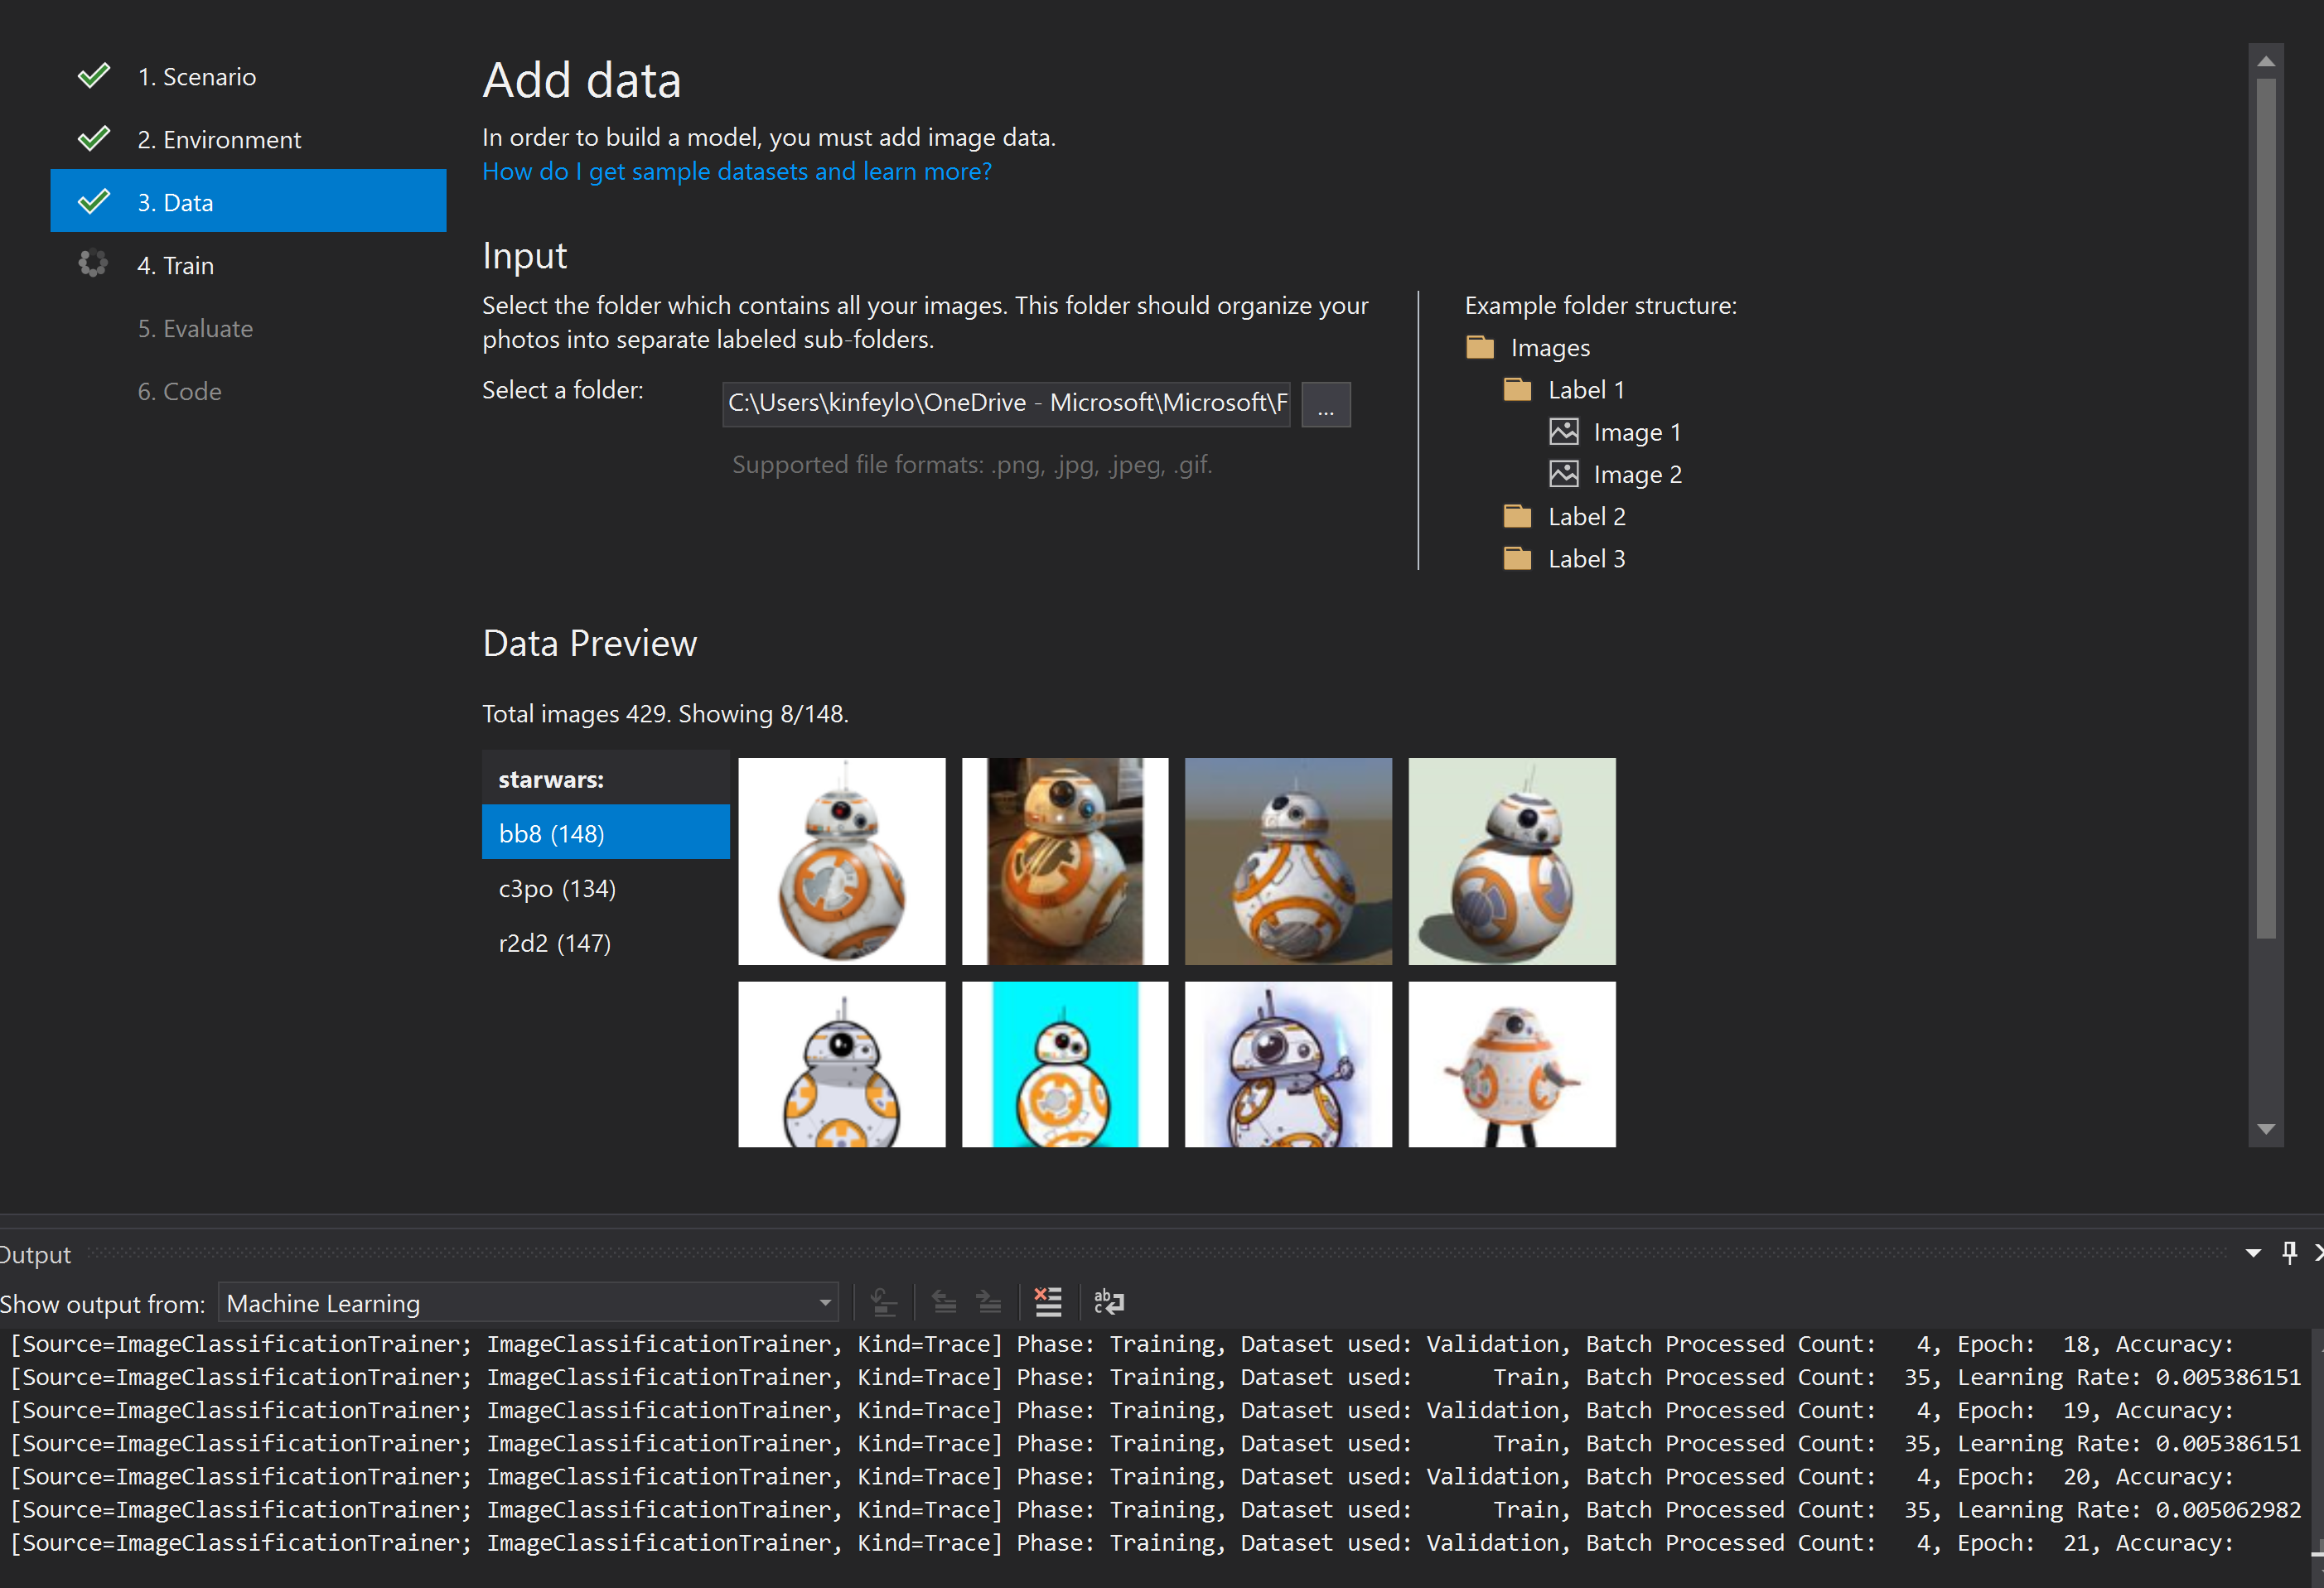 1. Scenario
2. Environment
3. Data
4. Train
5. Evaluate
6. Code
Add data
In order to build a model, you must add image data.
How do I get sample datasets and learn more?
Input
Select the folder which contains all your images. This folder should organize your
photos into separate labeled sub-folders.
Select a folder:
C:\Users\kinfeylo\OneDrive - Microsoft\Microsoft\F
...
Supported file formats: .png, .jpg, .jpeg, .gif.
Example folder structure:
Images
Label 1
Image 1
Image 2
Label 2
Label 3
Data Preview
Total images 429. Showing 8/148.
starwars:
bb8 (148)
c3po (134)
r2d2 (147)
Output
Show output from: Machine Learning
[Source=ImageClassificationTrainer; ImageClassificationTrainer, Kind=Trace] Phase: Training, Dataset used: Validation, Batch Processed Count:   4, Epoch:  18, Accuracy:
[Source=ImageClassificationTrainer; ImageClassificationTrainer, Kind=Trace] Phase: Training, Dataset used:      Train, Batch Processed Count:  35, Learning Rate: 0.005386151
[Source=ImageClassificationTrainer; ImageClassificationTrainer, Kind=Trace] Phase: Training, Dataset used: Validation, Batch Processed Count:   4, Epoch:  19, Accuracy:
[Source=ImageClassificationTrainer; ImageClassificationTrainer, Kind=Trace] Phase: Training, Dataset used:      Train, Batch Processed Count:  35, Learning Rate: 0.005386151
[Source=ImageClassificationTrainer; ImageClassificationTrainer, Kind=Trace] Phase: Training, Dataset used: Validation, Batch Processed Count:   4, Epoch:  20, Accuracy:
[Source=ImageClassificationTrainer; ImageClassificationTrainer, Kind=Trace] Phase: Training, Dataset used:      Train, Batch Processed Count:  35, Learning Rate: 0.005062982
[Source=ImageClassificationTrainer; ImageClassificationTrainer, Kind=Trace] Phase: Training, Dataset used: Validation, Batch Processed Count:   4, Epoch:  21, Accuracy: